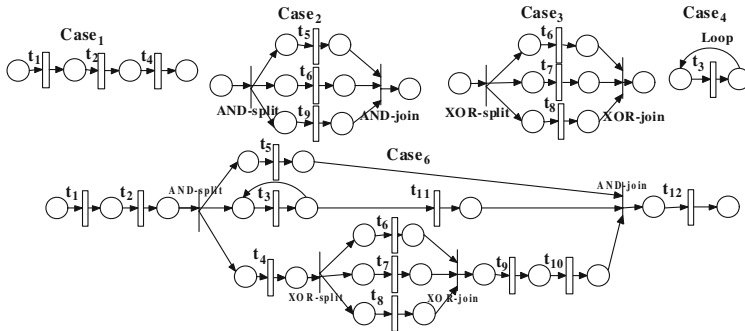 Case1
t1 t2 t4
Case2
t5
t6
t9
AND-split
AND-join
Case3
t6
t7
t8
XOR-split
XOR-join
Case4
Loop
t3
Case6
t1 t2
AND-split
t5
t3
t11
AND-join
t12
t4
XOR-split
t6
t7
t8
XOR-join
t9
t10